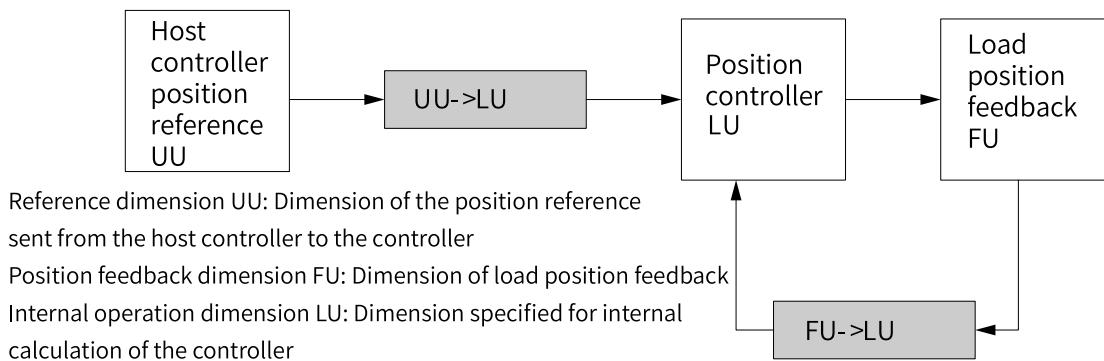 Host
controller
position
reference
UU
UU->LU
Position
controller
LU
Load
position
feedback
FU
Reference dimension UU: Dimension of the position reference
sent from the host controller to the controller
Position feedback dimension FU: Dimension of load position feedback
Internal operation dimension LU: Dimension specified for internal
calculation of the controller
FU->LU